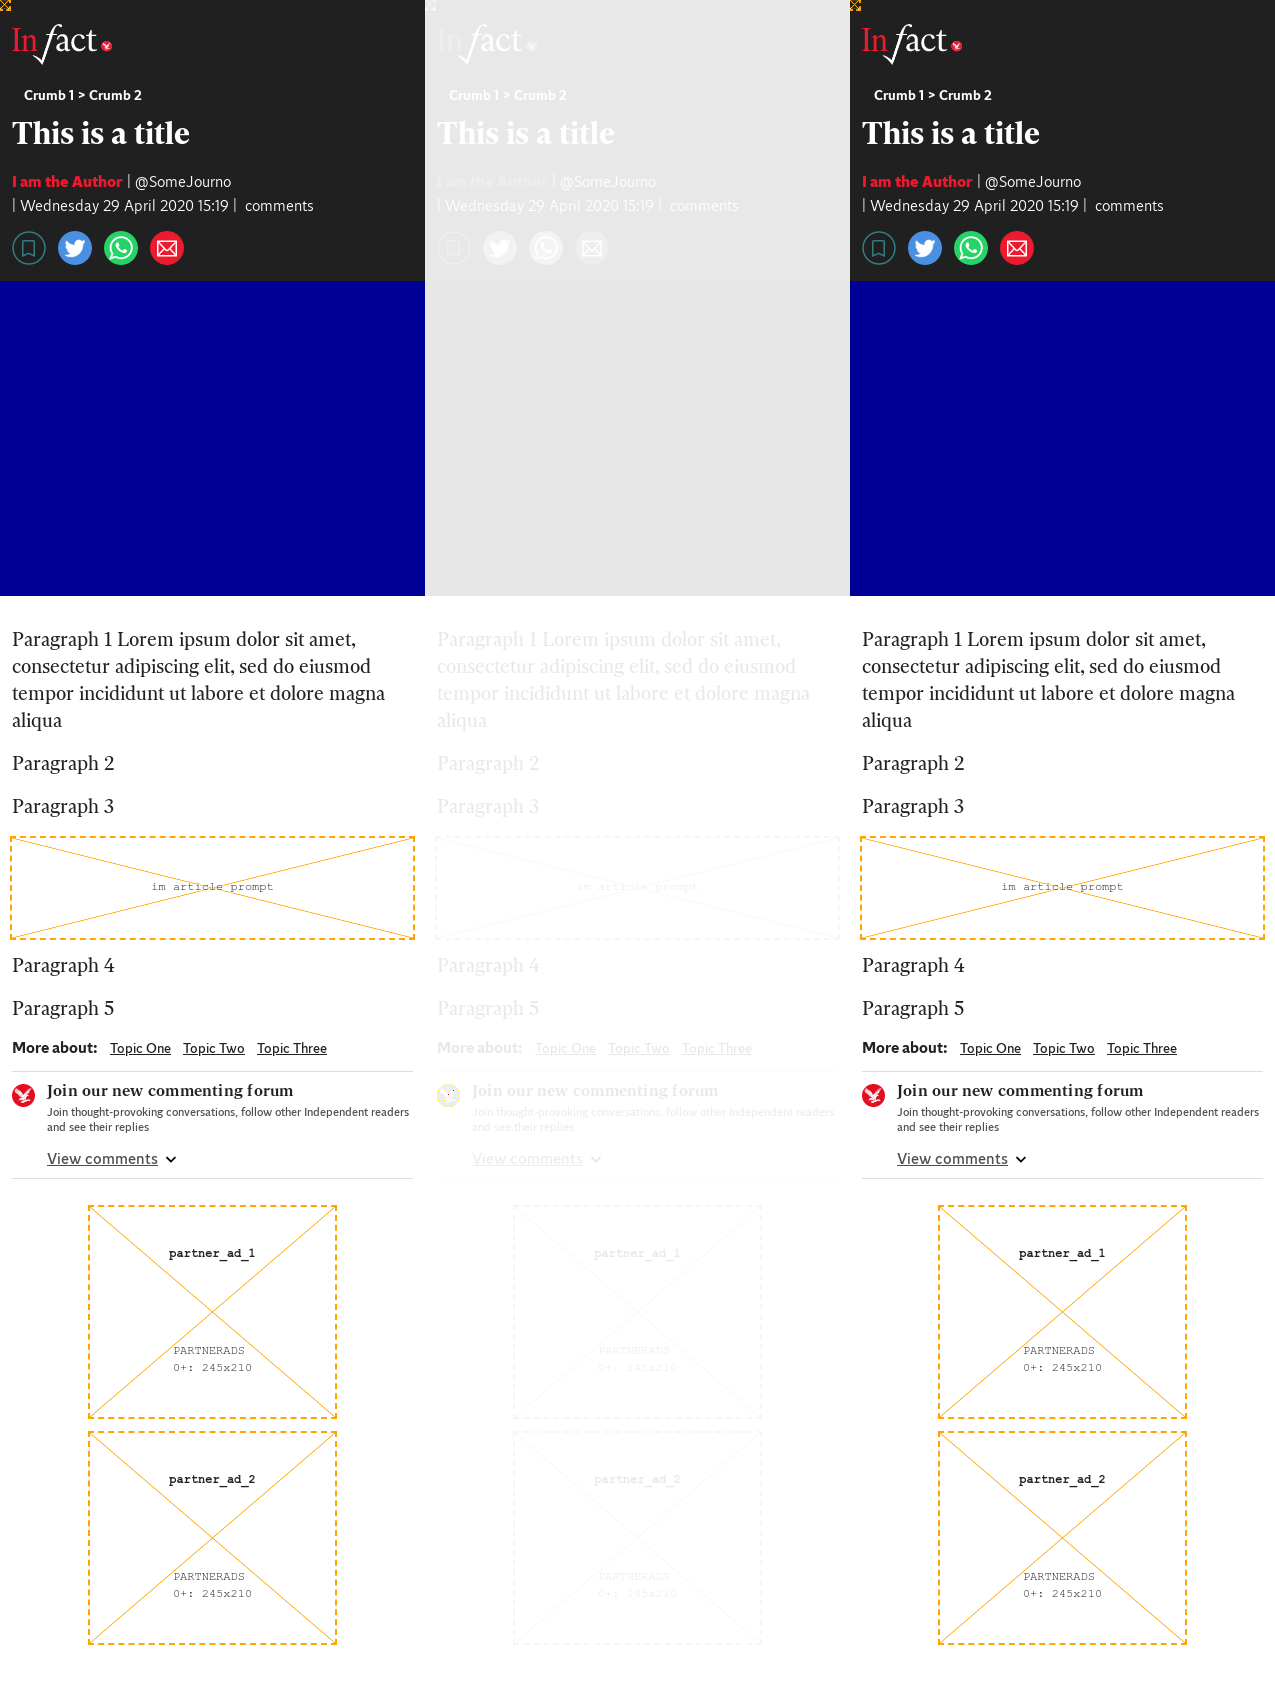 In fact
Crumb 1 > Crumb 2
This is a title
I am the Author | @SomeJourno
| Wednesday 29 April 2020 15:19 | comments
Paragraph 1 Lorem ipsum dolor sit amet,
consectetur adipiscing elit, sed do eiusmod
tempor incididunt ut labore et dolore magna
aliqua
Paragraph 2
Paragraph 3
im article prompt
Paragraph 4
Paragraph 5
More about: Topic One Topic Two Topic Three
Join our new commenting forum
Join thought-provoking conversations, follow other Independent readers
and see their replies
View comments
partner_ad_1
PARTNERADS
0+: 245x210
partner_ad_2
PARTNERADS
0+: 245x210
In fact
Crumb 1 > Crumb 2
This is a title
I am the Author | @SomeJourno
| Wednesday 29 April 2020 15:19 | comments
Paragraph 1 Lorem ipsum dolor sit amet,
consectetur adipiscing elit, sed do eiusmod
tempor incididunt ut labore et dolore magna
aliqua
Paragraph 2
Paragraph 3
im article prompt
Paragraph 4
Paragraph 5
More about: Topic One Topic Two Topic Three
Join our new commenting forum
Join thought-provoking conversations, follow other Independent readers
and see their replies
View comments
partner_ad_1
PARTNERADS
0+: 245x210
partner_ad_2
PARTNERADS
0+: 245x210
In fact
Crumb 1 > Crumb 2
This is a title
I am the Author | @SomeJourno
| Wednesday 29 April 2020 15:19 | comments
Paragraph 1 Lorem ipsum dolor sit amet,
consectetur adipiscing elit, sed do eiusmod
tempor incididunt ut labore et dolore magna
aliqua
Paragraph 2
Paragraph 3
im article prompt
Paragraph 4
Paragraph 5
More about: Topic One Topic Two Topic Three
Join our new commenting forum
Join thought-provoking conversations, follow other Independent readers
and see their replies
View comments
partner_ad_1
PARTNERADS
0+: 245x210
partner_ad_2
PARTNERADS
0+: 245x210